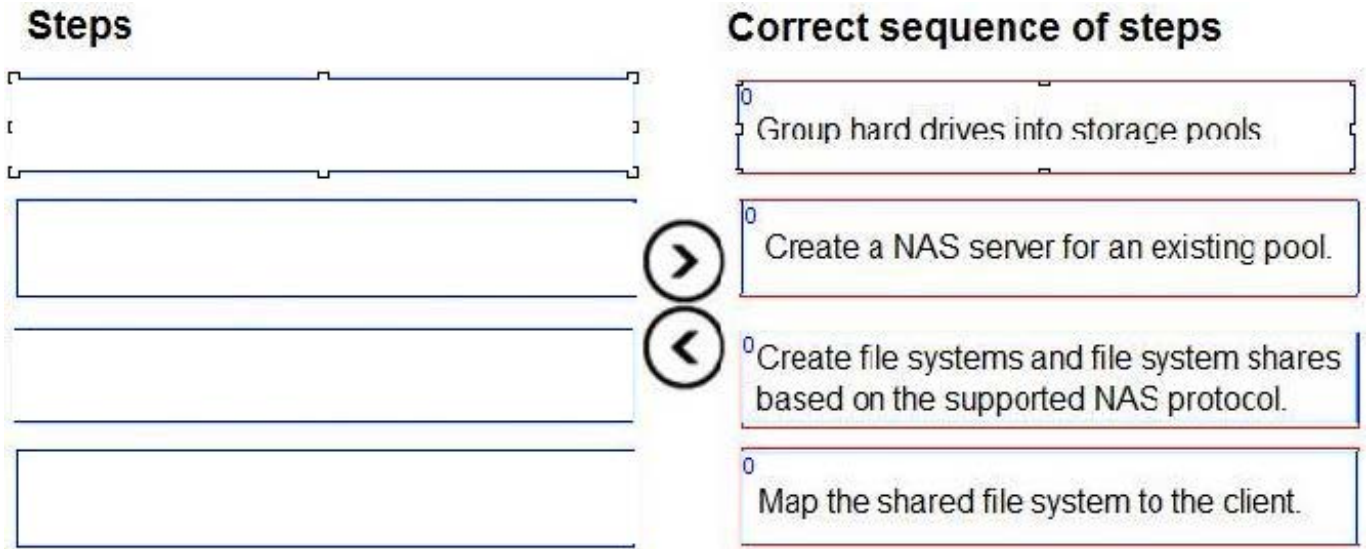 Steps
Correct sequence of steps
0
Group hard drives into storage pools
0
Create a NAS server for an existing pool.
0
Create file systems and file system shares
based on the supported NAS protocol.
0
Map the shared file system to the client.